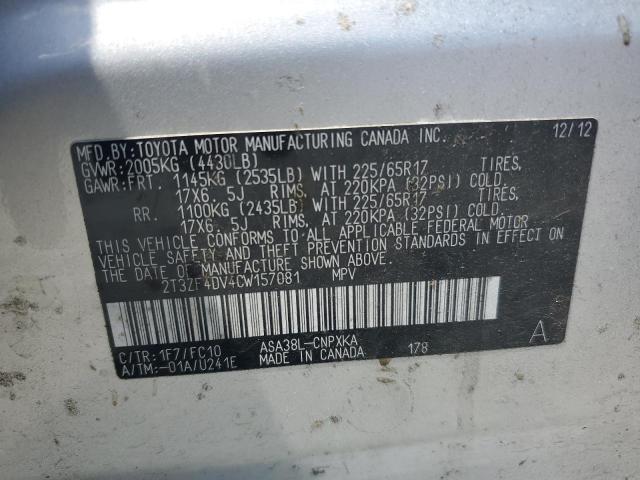 MFD.BY:TOYOTA MOTOR MANUFACTURING CANADA INC. 12/12
GVWR:2005KG (4430LB)
GAWR:FRT. 1145KG (2535LB) WITH 225/65R17 TIRES,
17X6. 5J RIMS, AT 220KPA (32PSI) COLD.
RR. 1100KG (2435LB) WITH 225/65R17 TIRES,
17X6. 5J RIMS, AT 220KPA (32PSI) COLD.
THIS VEHICLE CONFORMS TO ALL APPLICABLE FEDERAL MOTOR
VEHICLE SAFETY AND THEFT PREVENTION STANDARDS IN EFFECT ON
THE DATE OF MANUFACTURE SHOWN ABOVE.
2T3ZF4DV4CW157081 MPV
C/TR: 1F7/FC10 ASA38L-CNPXKA A
A/TM:-01A/U241E MADE IN CANADA 178